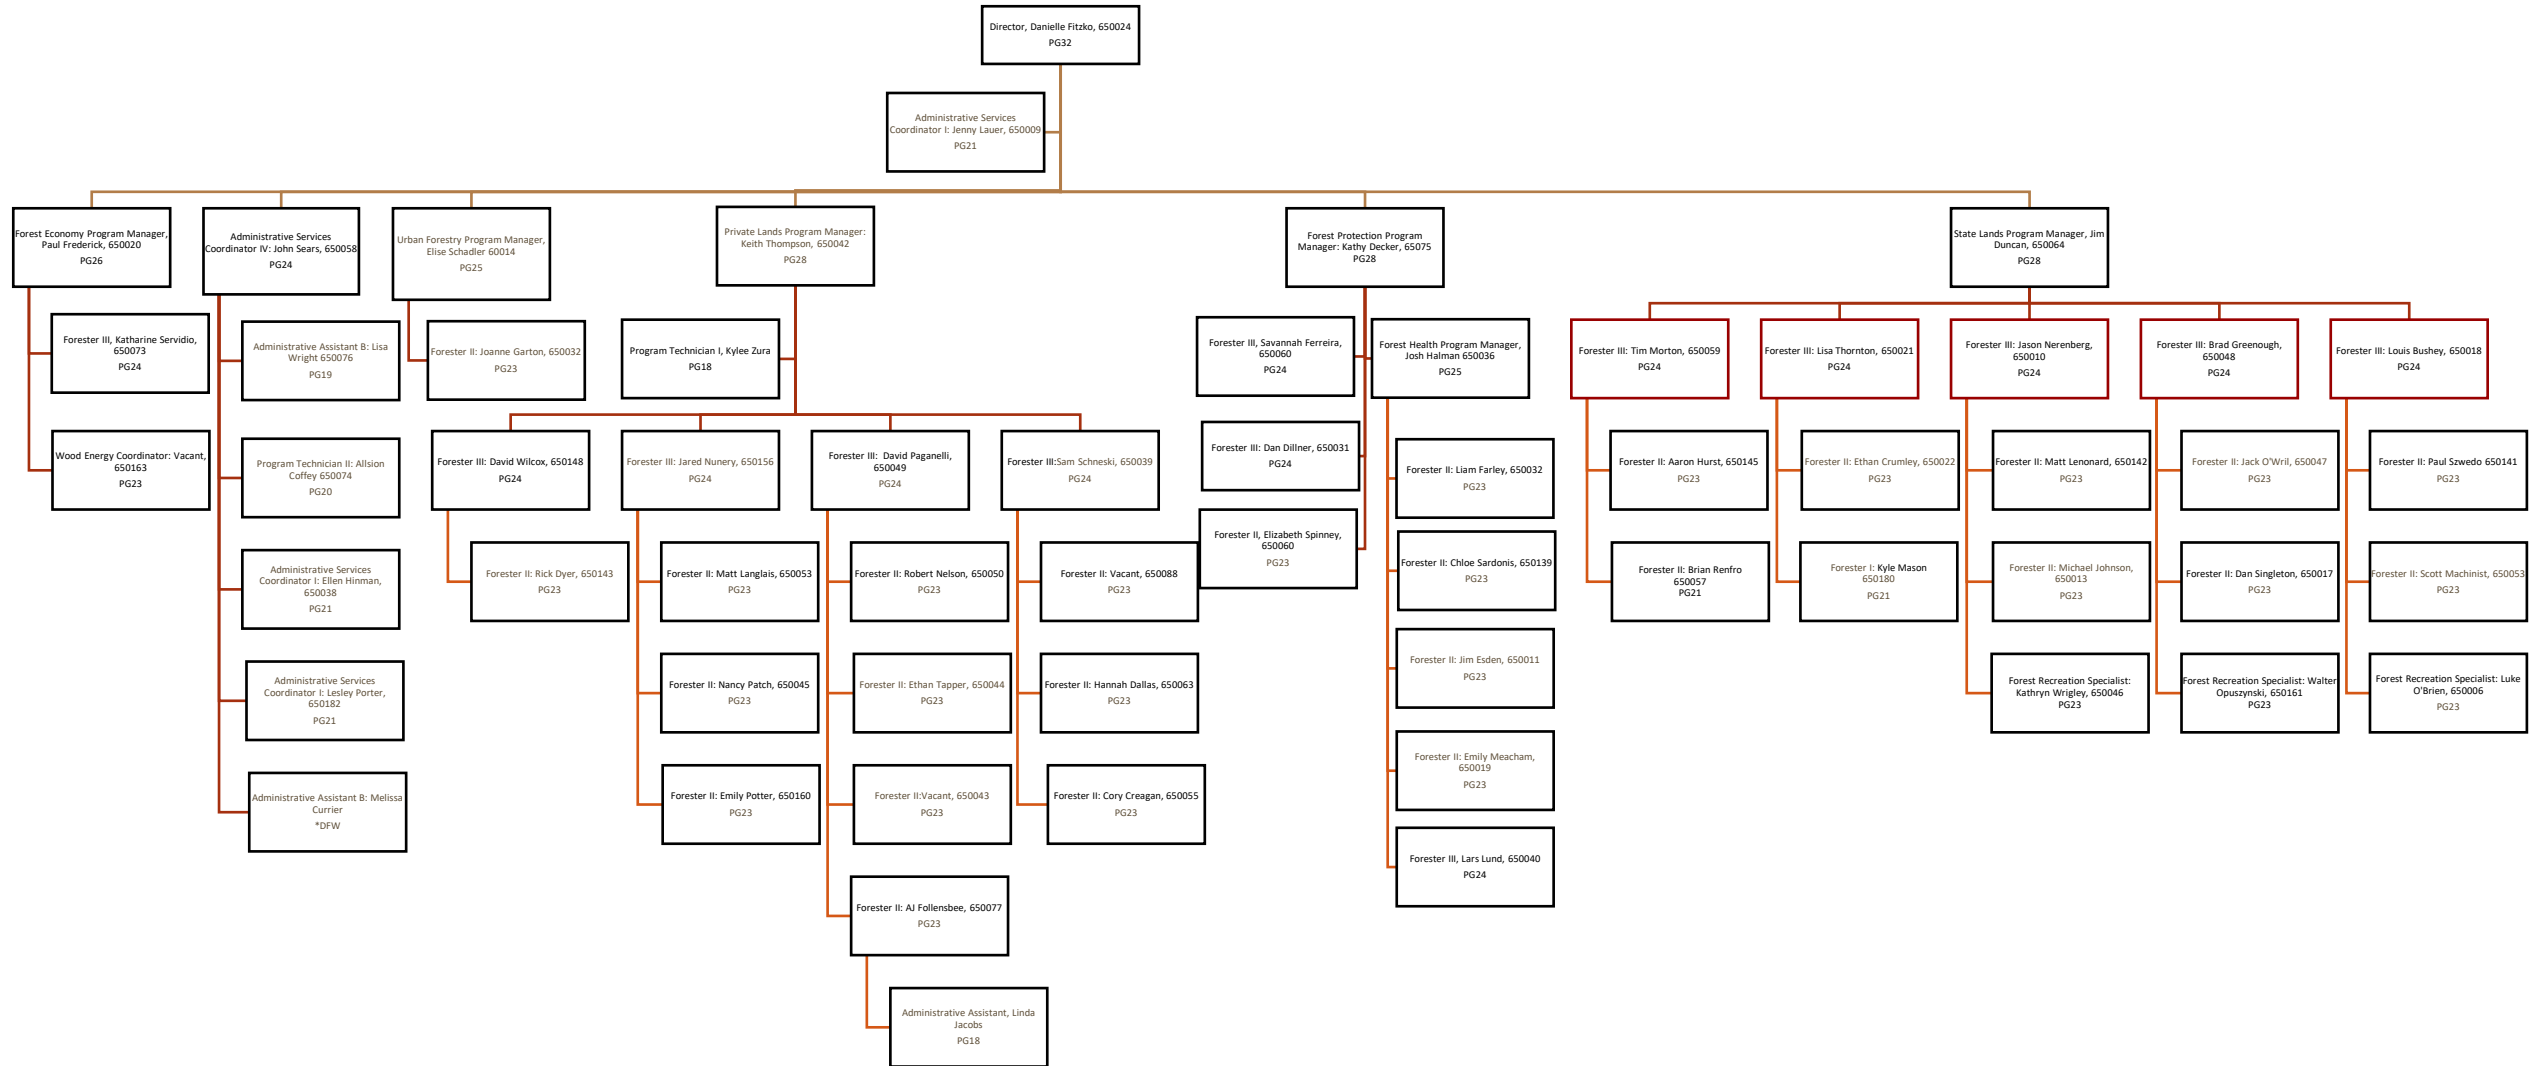 Director, Danielle Fitzko, 650024
PG32
Administrative Services
Coordinator I: Jenny Lauer, 650009
PG21
Forest Economy Program Manager,
Paul Frederick, 650020
PG26
Administrative Services
Coordinator IV: John Sears, 650058
PG24
Urban Forestry Program Manager,
Elise Schadler 60014
PG25
Private Lands Program Manager:
Keith Thompson, 650042
PG28
Forest Protection Program
Manager: Kathy Decker, 65075
PG28
State Lands Program Manager, Jim
Duncan, 650064
PG28
Forester III, Katharine Servidio,
650073
PG24
Wood Energy Coordinator: Vacant,
650163
PG23
Administrative Assistant B: Lisa
Wright 650076
PG19
Program Technician II: Allsion
Coffey 650074
PG20
Administrative Services
Coordinator I: Ellen Hinman,
650038
PG21
Administrative Services
Coordinator I: Lesley Porter,
650182
PG21
Administrative Assistant B: Melissa
Currier
*DFW
Forester II: Joanne Garton, 650032
PG23
Program Technician I, Kylee Zura
PG18
Forester III: David Wilcox, 650148
PG24
Forester II: Rick Dyer, 650143
PG23
Forester III: Jared Nunery, 650156
PG24
Forester II: Matt Langlais, 650053
PG23
Forester II: Nancy Patch, 650045
PG23
Forester II: Emily Potter, 650160
PG23
Forester III:  David Paganelli,
650049
PG24
Forester II: Robert Nelson, 650050
PG23
Forester II: Ethan Tapper, 650044
PG23
Forester II:Vacant, 650043
PG23
Forester II: AJ Follensbee, 650077
PG23
Administrative Assistant, Linda
Jacobs
PG18
Forester III:Sam Schneski, 650039
PG24
Forester II: Vacant, 650088
PG23
Forester II: Hannah Dallas, 650063
PG23
Forester II: Cory Creagan, 650055
PG23
Forester III, Savannah Ferreira,
650060
PG24
Forester III: Dan Dillner, 650031
PG24
Forester II, Elizabeth Spinney,
650060
PG23
Forest Health Program Manager,
Josh Halman 650036
PG25
Forester II: Liam Farley, 650032
PG23
Forester II: Chloe Sardonis, 650139
PG23
Forester II: Jim Esden, 650011
PG23
Forester II: Emily Meacham,
650019
PG23
Forester III, Lars Lund, 650040
PG24
Forester III: Tim Morton, 650059
PG24
Forester II: Aaron Hurst, 650145
PG23
Forester II: Brian Renfro
650057
PG21
Forester III: Lisa Thornton, 650021
PG24
Forester II: Ethan Crumley, 650022
PG23
Forester I: Kyle Mason
650180
PG21
Forester III: Jason Nerenberg,
650010
PG24
Forester II: Matt Lenonard, 650142
PG23
Forester II: Michael Johnson,
650013
PG23
Forest Recreation Specialist:
Kathryn Wrigley, 650046
PG23
Forester III: Brad Greenough,
650048
PG24
Forester II: Jack O'Wril, 650047
PG23
Forester II: Dan Singleton, 650017
PG23
Forest Recreation Specialist: Walter
Opuszynski, 650161
PG23
Forester III: Louis Bushey, 650018
PG24
Forester II: Paul Szwedo 650141
PG23
Forester II: Scott Machinist, 650053
PG23
Forest Recreation Specialist: Luke
O'Brien, 650006
PG23